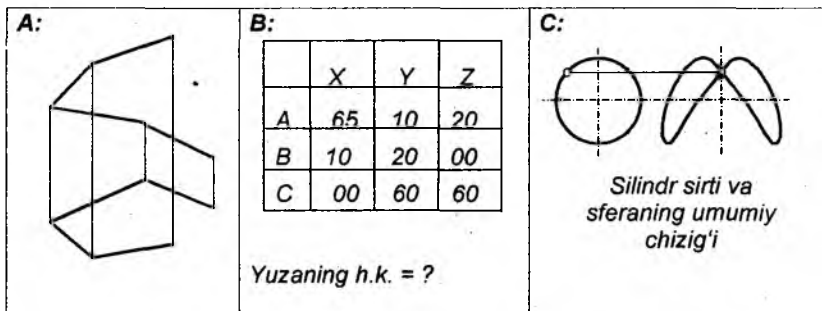 A:
B:
X Y Z
A 65 10 20
B 10 20 00
C 00 60 60
Yuzaning h.k. = ?
C:
Silindr sirti va
sferaning umumiy
chizig‘i